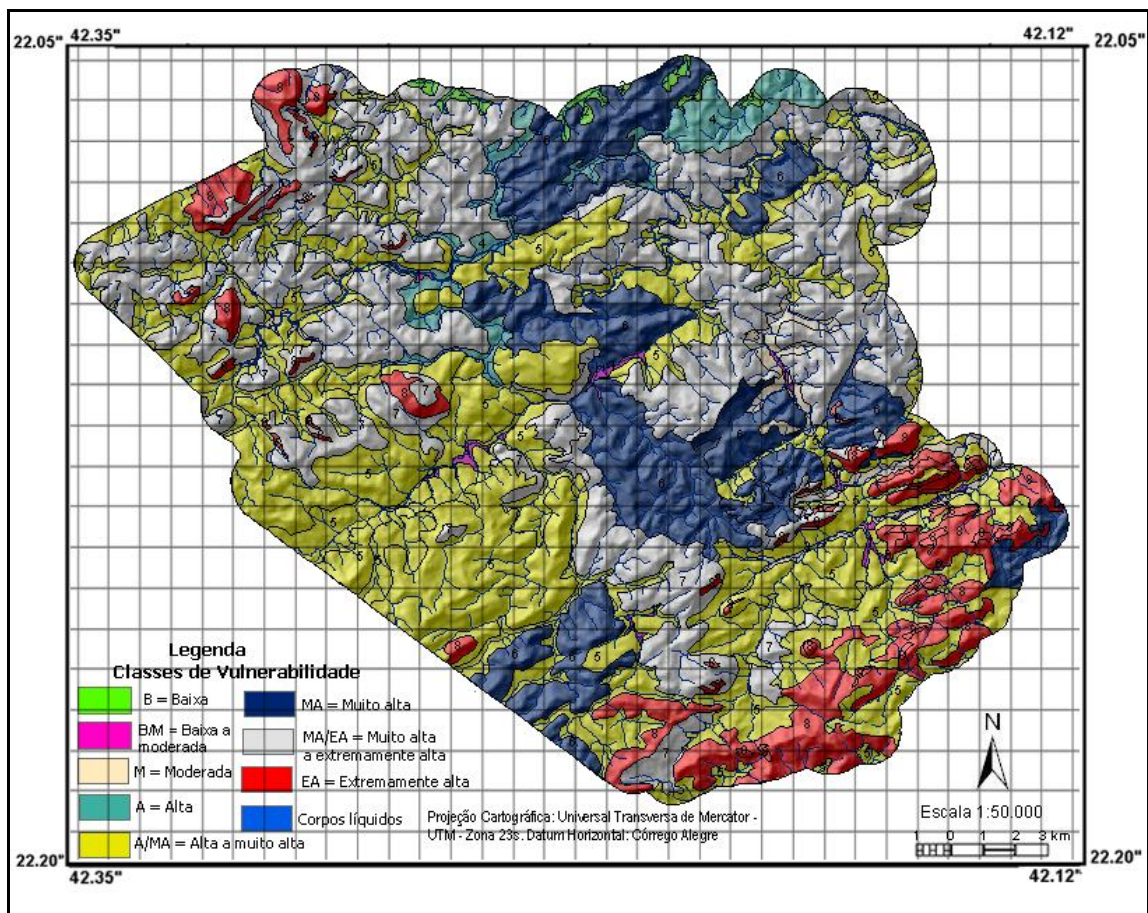 42.35"
42.12"
22.05"
22.05"
Legenda
Classes de Vulnerabilidade
B = Baixa
B/M = Baixa a
moderada
M = Moderada
A = Alta
A/MA = Alta a muito alta
MA = Muito alta
MA/EA = Muito alta
a extremamente alta
EA = Extremamente alta
Corpos líquidos
Projeção Cartográfica: Universal Transversa de Mercator -
UTM - Zona 23s. Datum Horizontal: Córrego Alegre
N
Escala 1:50.000
1 0 1 2 3 km
22.20"
22.20"
42.35"
42.12"